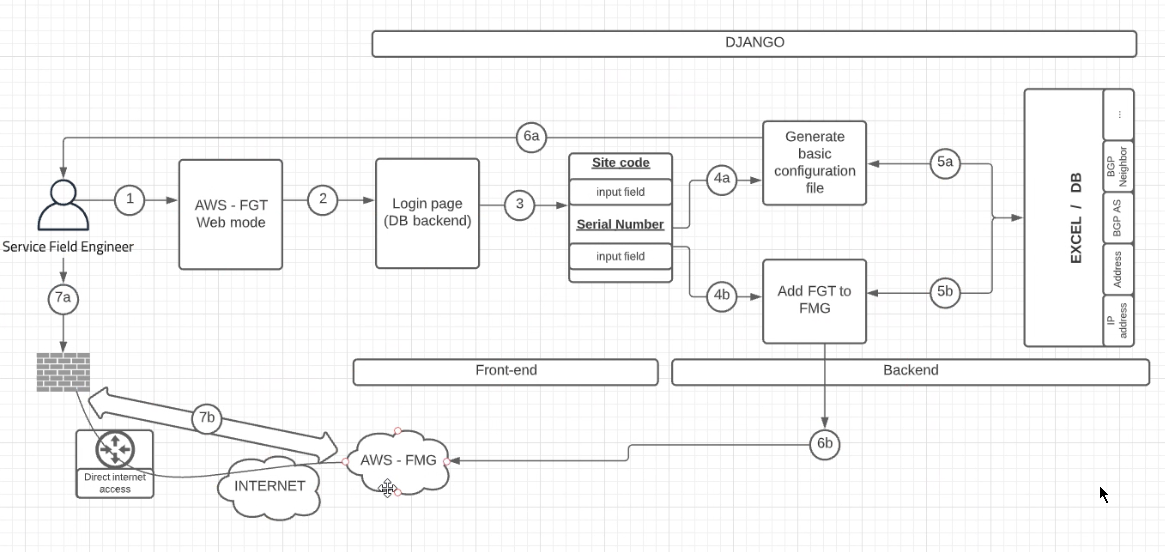 DJANGO
6a
Generate
basic
configuration
file
5a
...
BGP
Neighbor
BGP AS
Address
IP
address
EXCEL / DB
Service Field Engineer
1
AWS - FGT
Web mode
2
Login page
(DB backend)
3
Site code
input field
Serial Number
input field
4a
4b
Add FGT to
FMG
5b
7a
Front-end
Backend
7b
6b
AWS - FMG
Direct internet
access
INTERNET